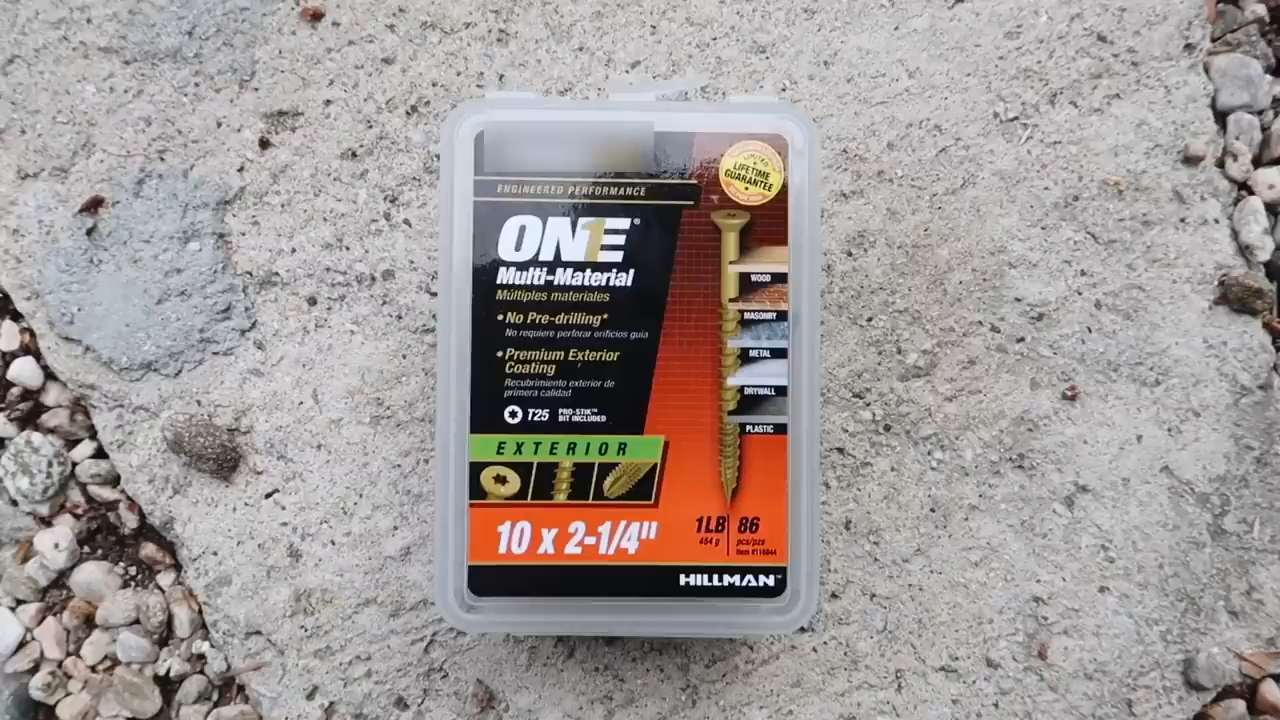 ENGINEERED PERFORMANCE
LIMITED
LIFETIME
GUARANTEE
ONE®
Multi-Material
Múltiples materiales
• No Pre-drilling*
No requiere perforar orificios guía
• Premium Exterior
Coating
Recubrimiento exterior de
primera calidad
T25 PRO-STIK™
BIT INCLUDED
WOOD
MASONRY
METAL
DRYWALL
PLASTIC
EXTERIOR
10 x 2-1/4"
1LB
454 g
86
pcs/pzs
HILLMAN™